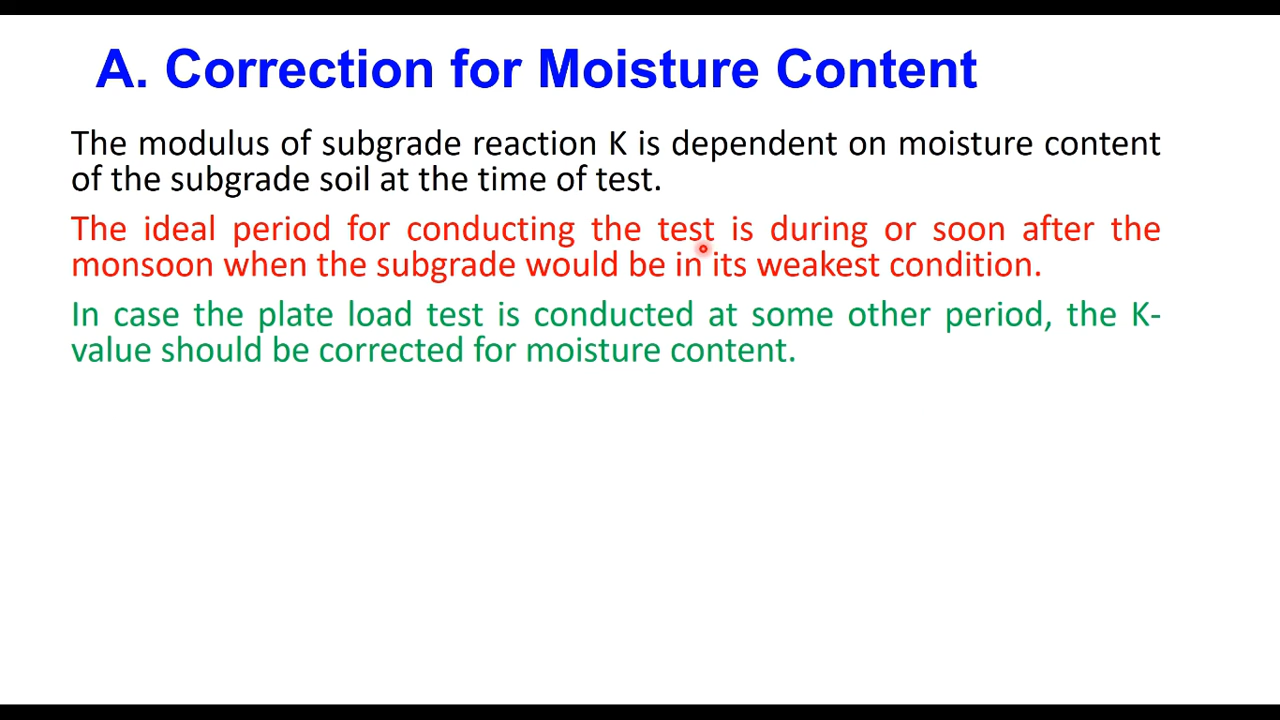 A. Correction for Moisture Content
The modulus of subgrade reaction K is dependent on moisture content
of the subgrade soil at the time of test.
The ideal period for conducting the test is during or soon after the
monsoon when the subgrade would be in its weakest condition.
In case the plate load test is conducted at some other period, the K-
value should be corrected for moisture content.